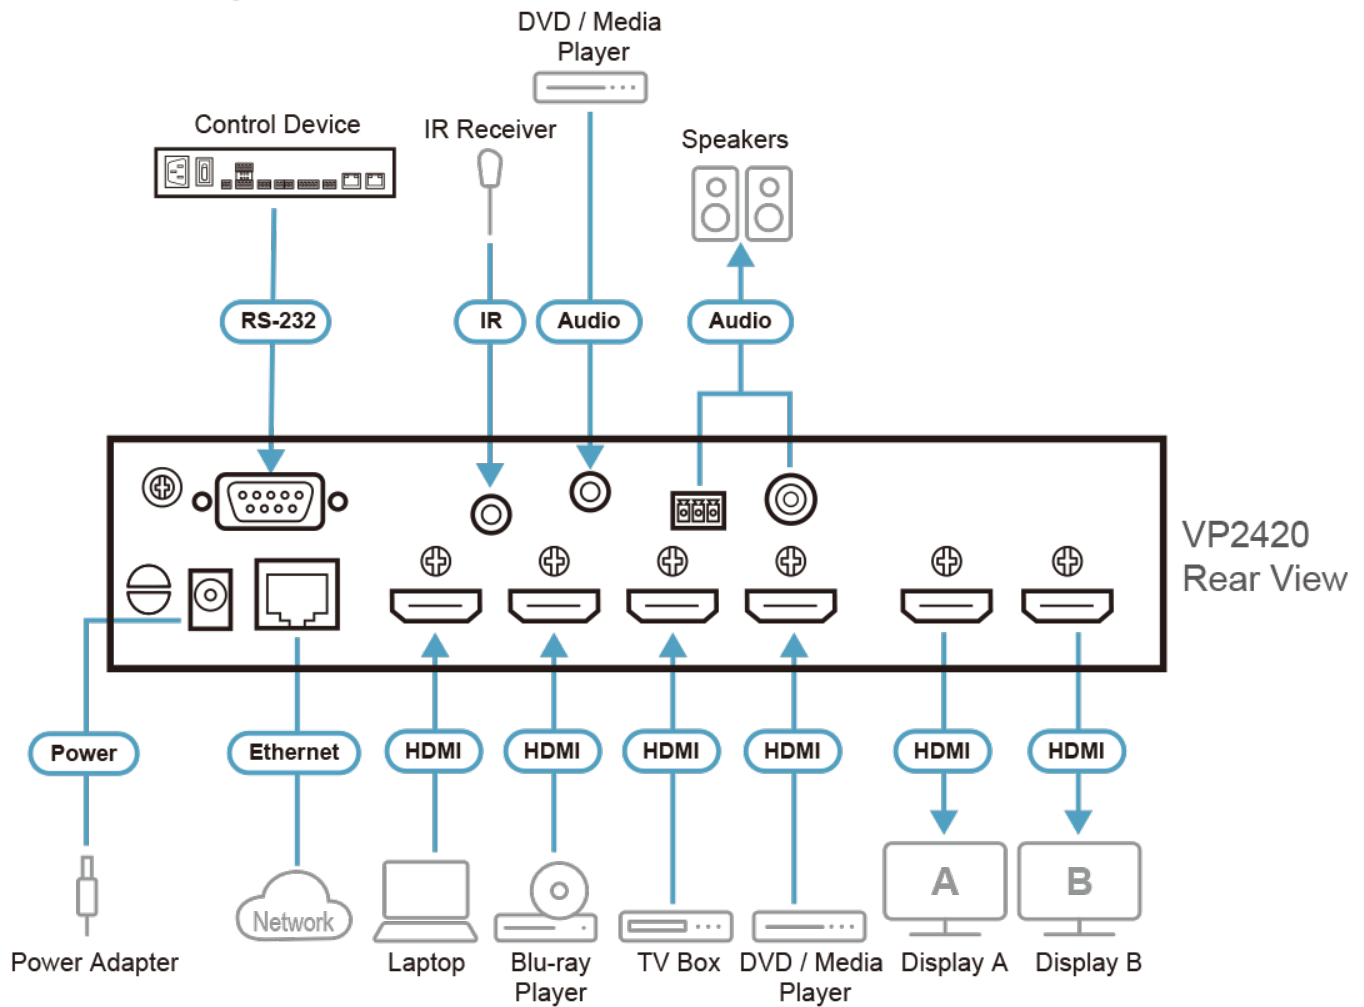 DVD / Media
Player
Control Device
IR Receiver
Speakers
RS-232
IR
Audio
Audio
VP2420
Rear View
Power
Ethernet
HDMI
HDMI
HDMI
HDMI
HDMI
HDMI
A
B
Network
Power Adapter
Laptop
Blu-ray
Player
TV Box
DVD / Media
Player
Display A
Display B